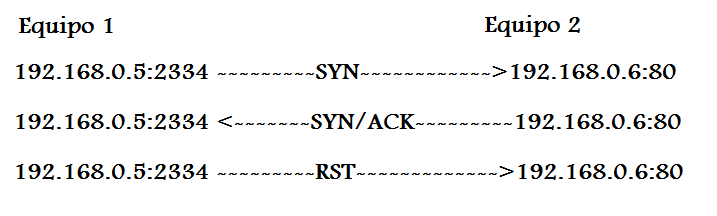 Equipo 1 Equipo 2
192.168.0.5:2334 ~~~~~~~~~SYN~~~~~~~~~~~~>192.168.0.6:80
192.168.0.5:2334 <~~~~~~~SYN/ACK~~~~~~~~~192.168.0.6:80
192.168.0.5:2334 ~~~~~~~~~RST~~~~~~~~~~~~~>192.168.0.6:80